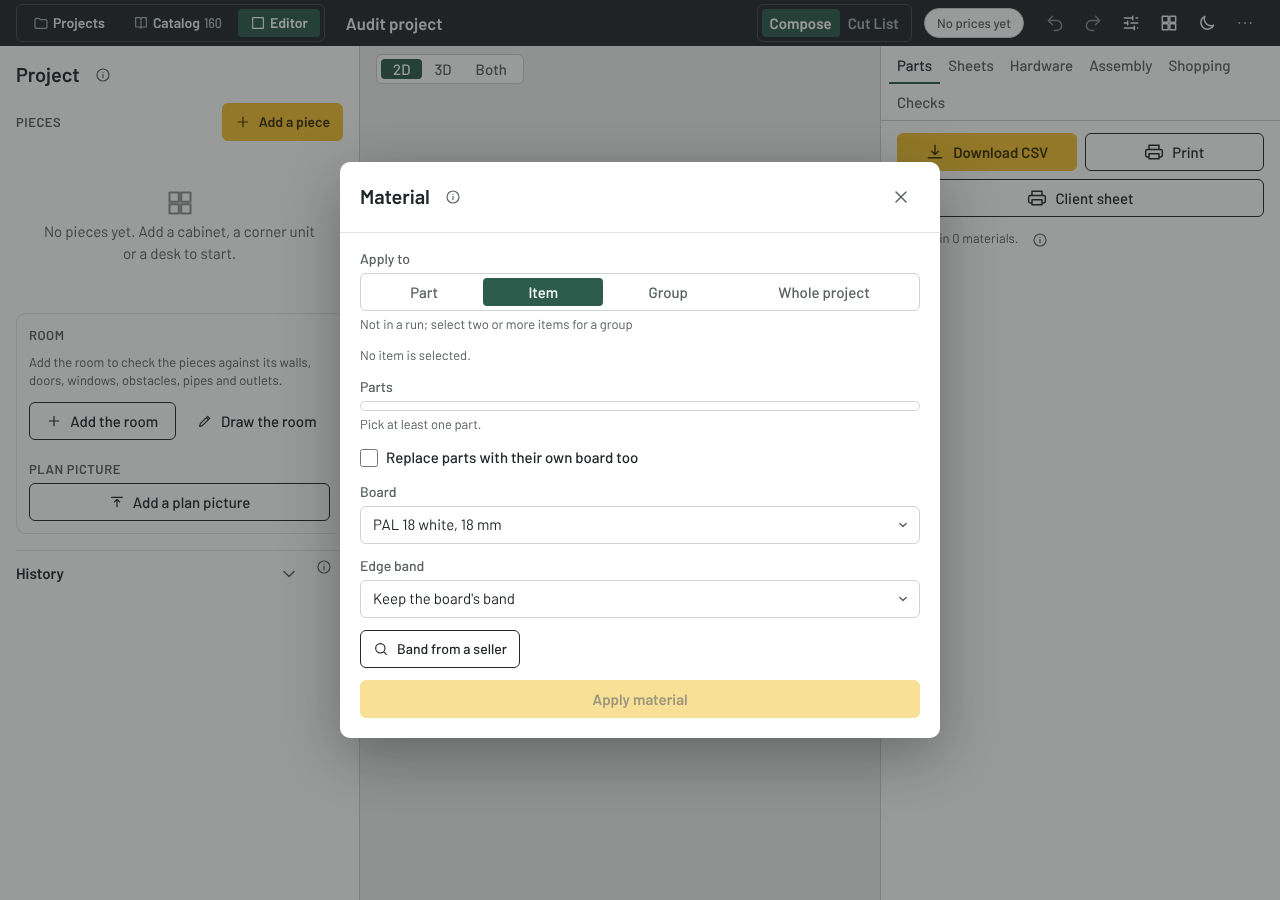 Projects
Catalog 160
Editor
Audit project
Compose
Cut List
No prices yet
Project
PIECES
Add a piece
No pieces yet. Add a cabinet, a corner unit
or a desk to start.
ROOM
Add the room to check the pieces against its walls,
doors, windows, obstacles, pipes and outlets.
Add the room
Draw the room
PLAN PICTURE
Add a plan picture
History
2D
3D
Both
Material
Apply to
Part
Item
Group
Whole project
Not in a run; select two or more items for a group
No item is selected.
Parts
Pick at least one part.
Replace parts with their own board too
Board
PAL 18 white, 18 mm
Edge band
Keep the board's band
Band from a seller
Apply material
Parts
Sheets
Hardware
Assembly
Shopping
Checks
Download CSV
Print
Client sheet
in 0 materials.